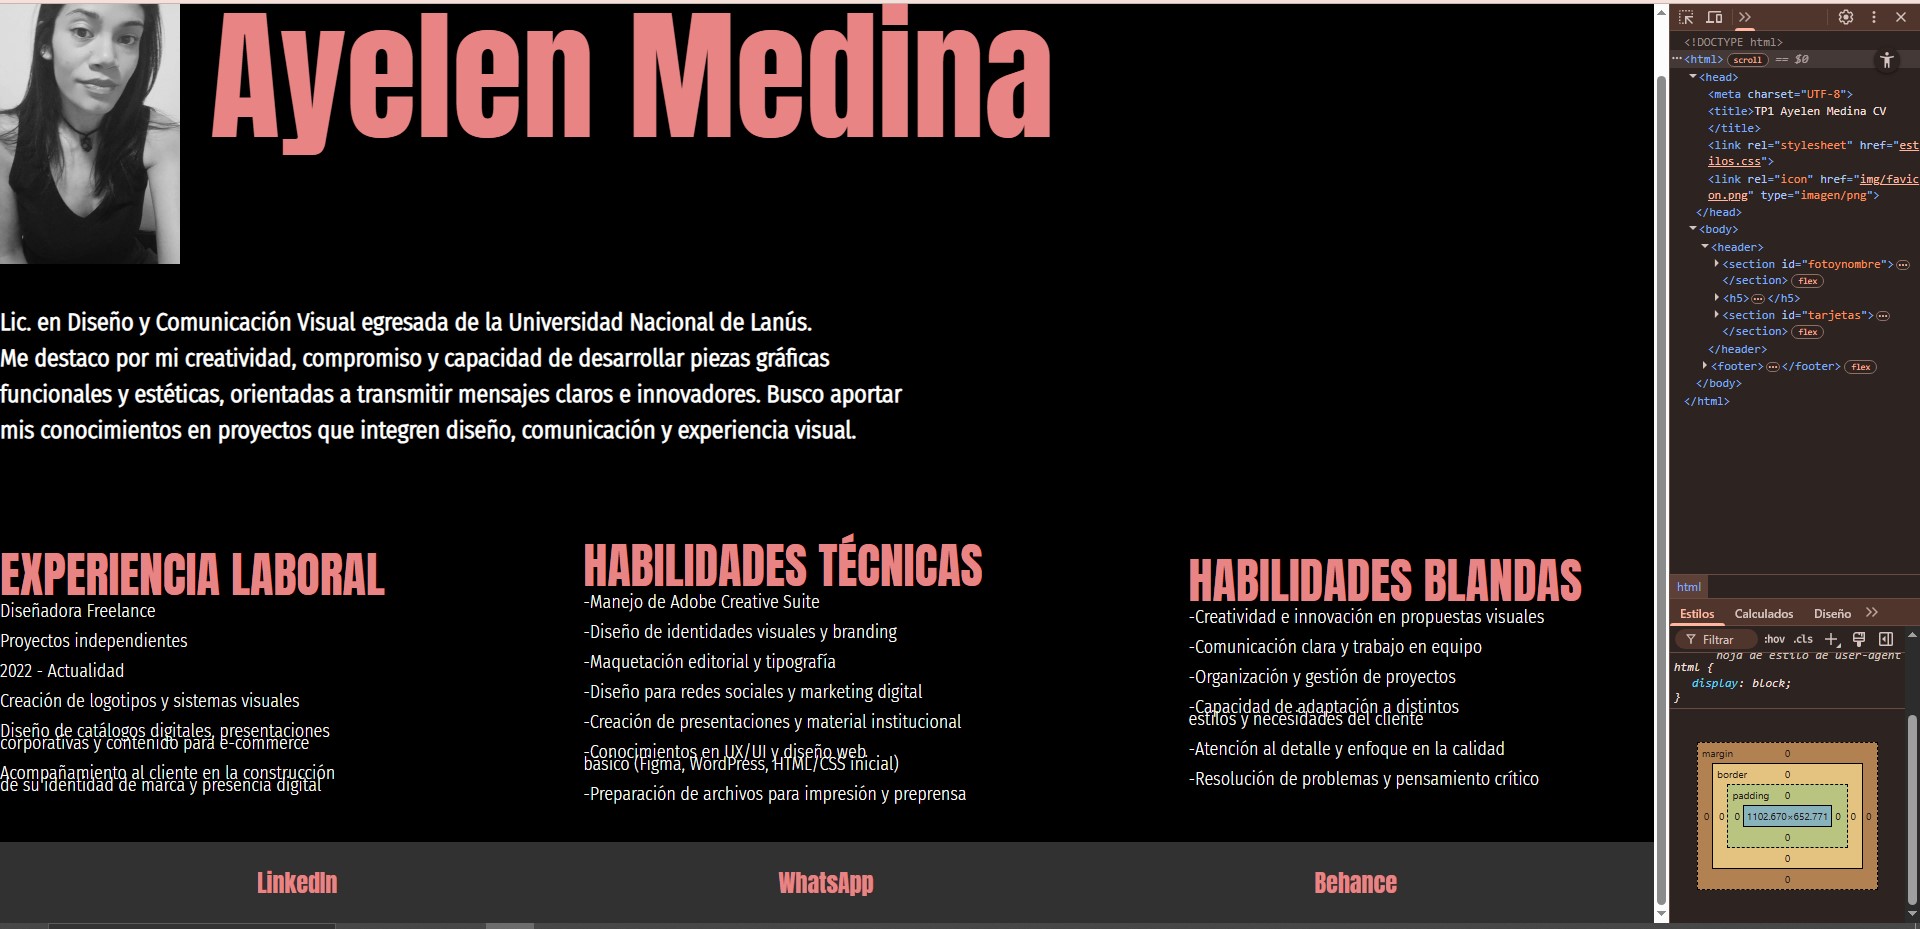 Ayelen Medina
Lic. en Diseño y Comunicación Visual egresada de la Universidad Nacional de Lanús.
Me destaco por mi creatividad, compromiso y capacidad de desarrollar piezas gráficas
funcionales y estéticas, orientadas a transmitir mensajes claros e innovadores. Busco aportar
mis conocimientos en proyectos que integren diseño, comunicación y experiencia visual.
EXPERIENCIA LABORAL
Diseñadora Freelance
Proyectos independientes
2022 - Actualidad
Creación de logotipos y sistemas visuales
Diseño de catálogos digitales, presentaciones
corporativas y contenido para e-commerce
Acompañamiento al cliente en la construcción
de su identidad de marca y presencia digital
HABILIDADES TÉCNICAS
-Manejo de Adobe Creative Suite
-Diseño de identidades visuales y branding
-Maquetación editorial y tipografía
-Diseño para redes sociales y marketing digital
-Creación de presentaciones y material institucional
-Conocimientos en UX/UI y diseño web
básico (Figma, WordPress, HTML/CSS inicial)
-Preparación de archivos para impresión y preprensa
HABILIDADES BLANDAS
-Creatividad e innovación en propuestas visuales
-Comunicación clara y trabajo en equipo
-Organización y gestión de proyectos
-Capacidad de adaptación a distintos
estilos y necesidades del cliente
-Atención al detalle y enfoque en la calidad
-Resolución de problemas y pensamiento crítico
LinkedIn
WhatsApp
Behance
<!DOCTYPE html>
<html> scroll == $0
<head>
<meta charset="UTF-8">
<title>TP1 Ayelen Medina CV
</title>
<link rel="stylesheet" href="est
ilos.css">
<link rel="icon" href="img/favic
on.png" type="imagen/png">
</head>
<body>
<header>
<section id="fotoynombre">
</section> flex
<h5> </h5>
<section id="tarjetas">
</section> flex
</header>
<footer> </footer> flex
</body>
</html>
html
Estilos Calculados Diseño
Filtrar :hov .cls
hoja de estilo de user-agent
html {
display: block;
}
margin 0
border 0
padding 0
0 0 0 1102.670×652.771 0 0 0
0
0
0